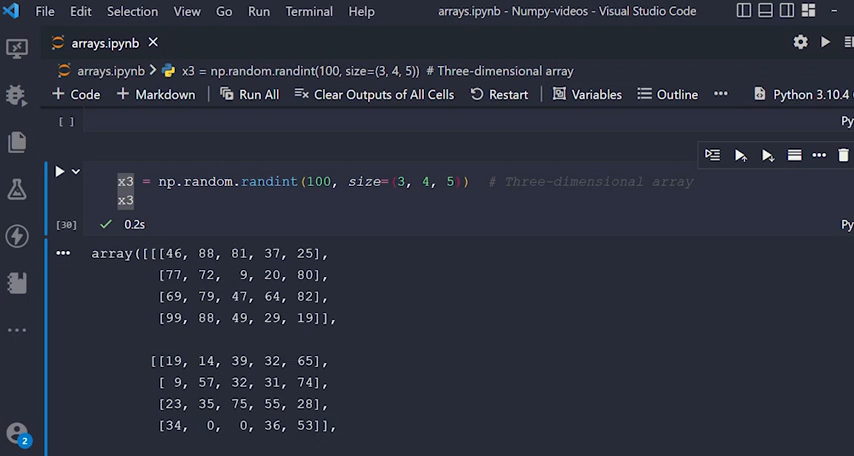 File Edit Selection View Go Run Terminal Help arrays.ipynb - Numpy-videos - Visual Studio Code
arrays.ipynb
arrays.ipynb x3 = np.random.randint(100, size=(3, 4, 5)) # Three-dimensional array
+ Code + Markdown Run All Clear Outputs of All Cells Restart Variables Outline ... Python 3.10.4
[ ] Py
x3 = np.random.randint(100, size=(3, 4, 5)) # Three-dimensional array
x3
[30] 0.2s Py
array([[[46, 88, 81, 37, 25],
[77, 72, 9, 20, 80],
[69, 79, 47, 64, 82],
[99, 88, 49, 29, 19]],
[[19, 14, 39, 32, 65],
[ 9, 57, 32, 31, 74],
[23, 35, 75, 55, 28],
[34, 0, 0, 36, 53]],
2